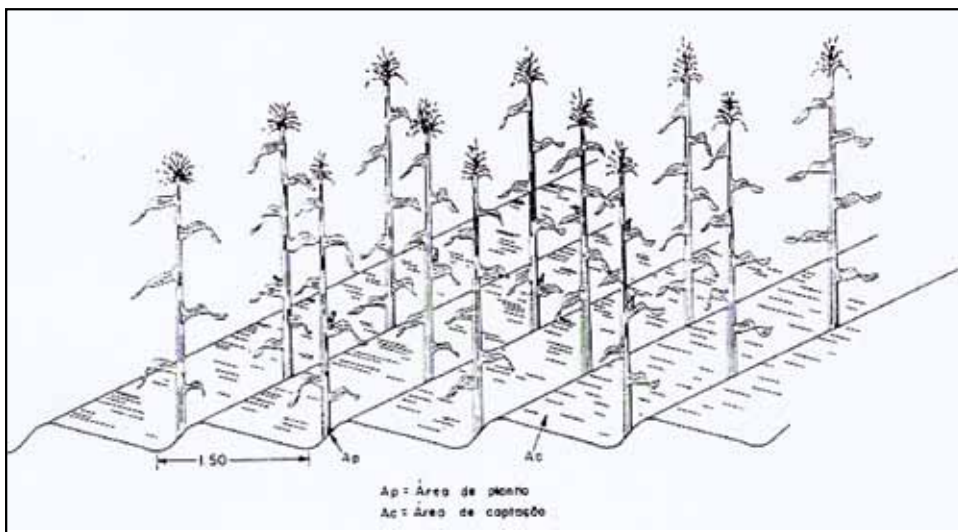 1.50
Ap
Ac
Ap = Área de plantio
Ac = Área de captação